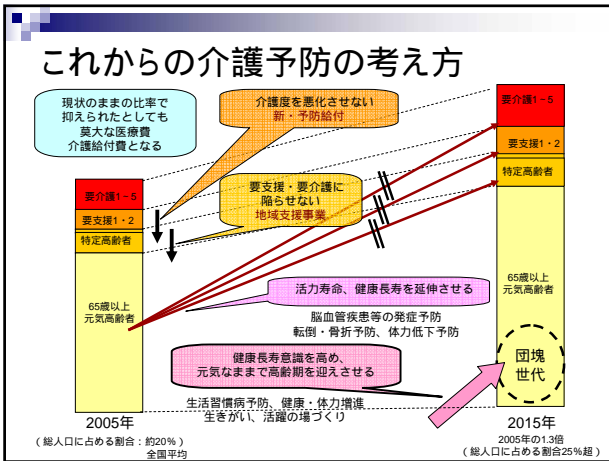 これからの介護予防の考え方
現状のままの比率で
抑えられたとしても
莫大な医療費
介護給付費となる
介護度を悪化させない
新・予防給付
要支援・要介護に
陥らせない
地域支援事業
要介護1-5
要支援1・2
特定高齢者
65歳以上
元気高齢者
要介護1-5
要支援1・2
特定高齢者
65歳以上
元気高齢者
活力寿命、健康長寿を延伸させる
脳血管疾患等の発症予防
転倒・骨折予防、体力低下予防
健康長寿意識を高め、
元気なままで高齢期を迎えさせる
生活習慣病予防、健康・体力増進
生きがい、活躍の場づくり
団塊
世代
2005年
(総人口に占める割合:約20%)
全国平均
2015年
2005年の1.3倍
(総人口に占める割合25%超)